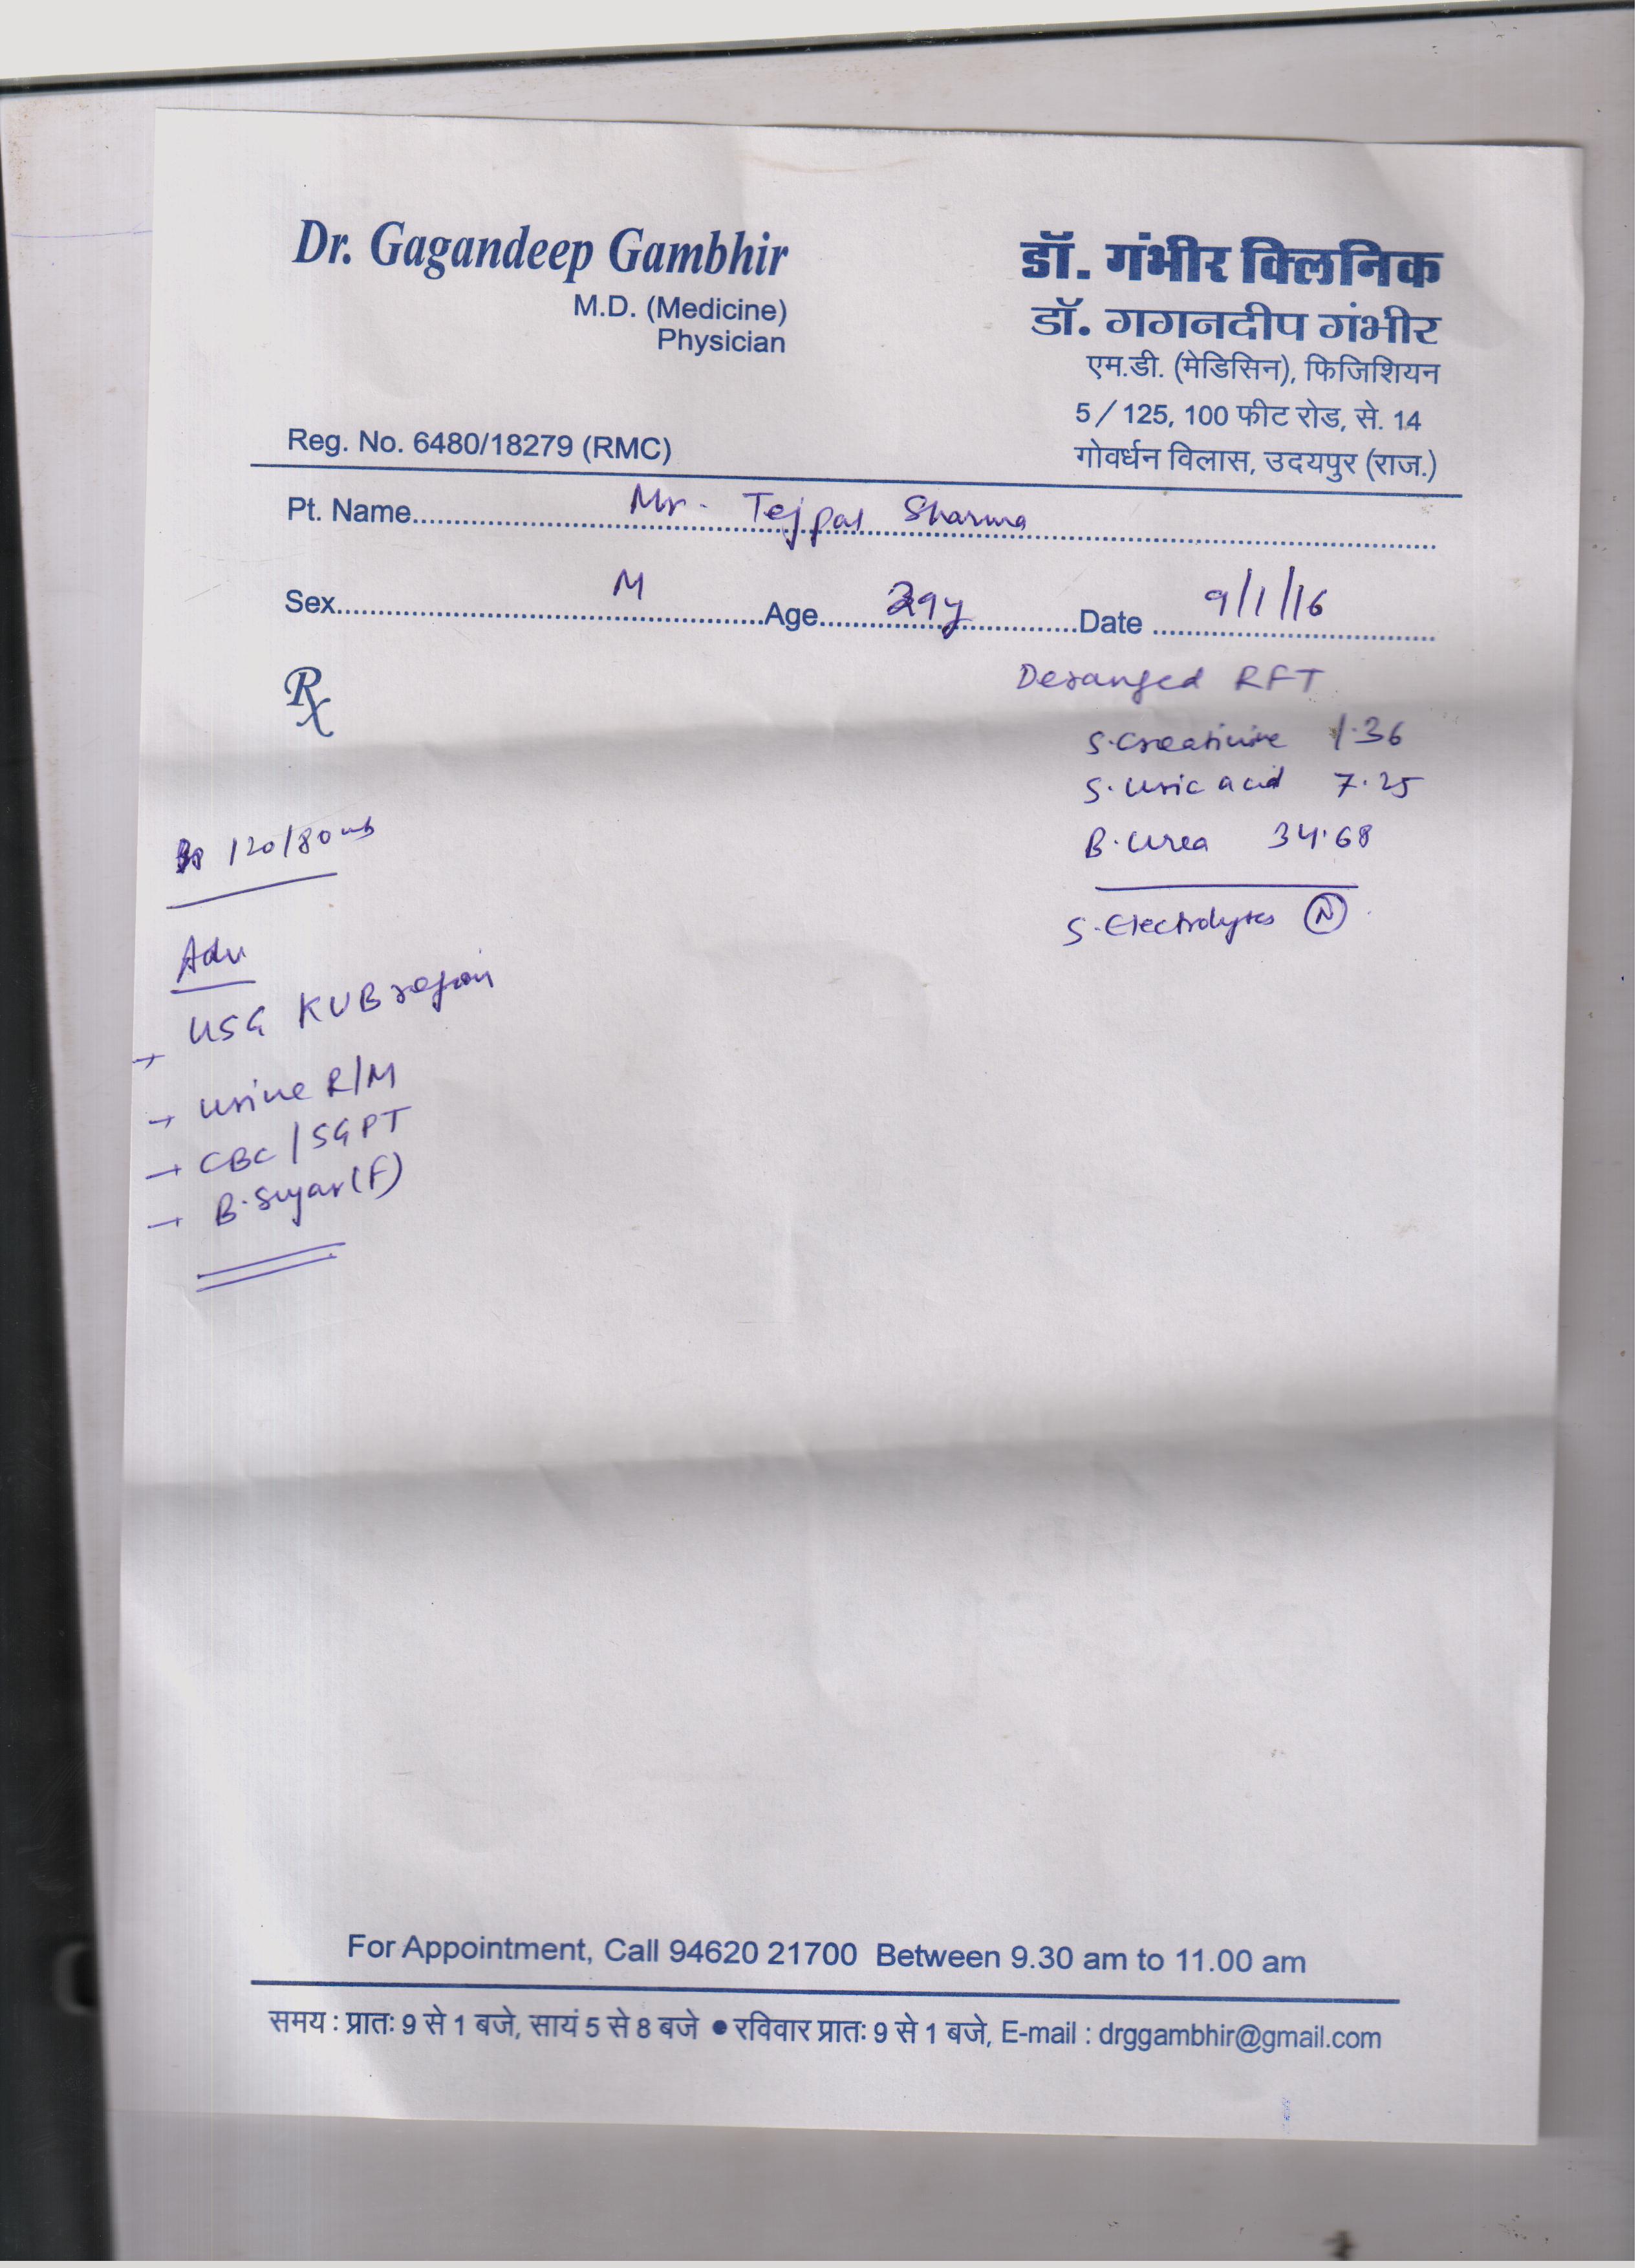 Dr. Gagandeep Gambhir
M.D. (Medicine)
Physician
Reg. No. 6480/18279 (RMC)
डॉ. गंभीर क्लिनिक
डॉ. गगनदीप गंभीर
एम.डी. (मेडिसिन), फिजिशियन
5 / 125, 100 फीट रोड, से. 14
गोवर्धन विलास, उदयपुर (राज.)
Pt. Name Mr. Tejpal Sharma
Sex M Age 29y Date 9/1/16
Rx
Deranged RFT
S.Creatinine 1.36
S. Uric acid 7.25
B. Urea 34.68
S. Electrolytes N
BP 120/80
Adv
→ USG KUB region
→ Urine R/M
→ CBC / SGPT
→ B. Sugar (F)
For Appointment, Call 94620 21700 Between 9.30 am to 11.00 am
समय : प्रातः 9 से 1 बजे, सायं 5 से 8 बजे ● रविवार प्रातः 9 से 1 बजे, E-mail : drggambhir@gmail.com